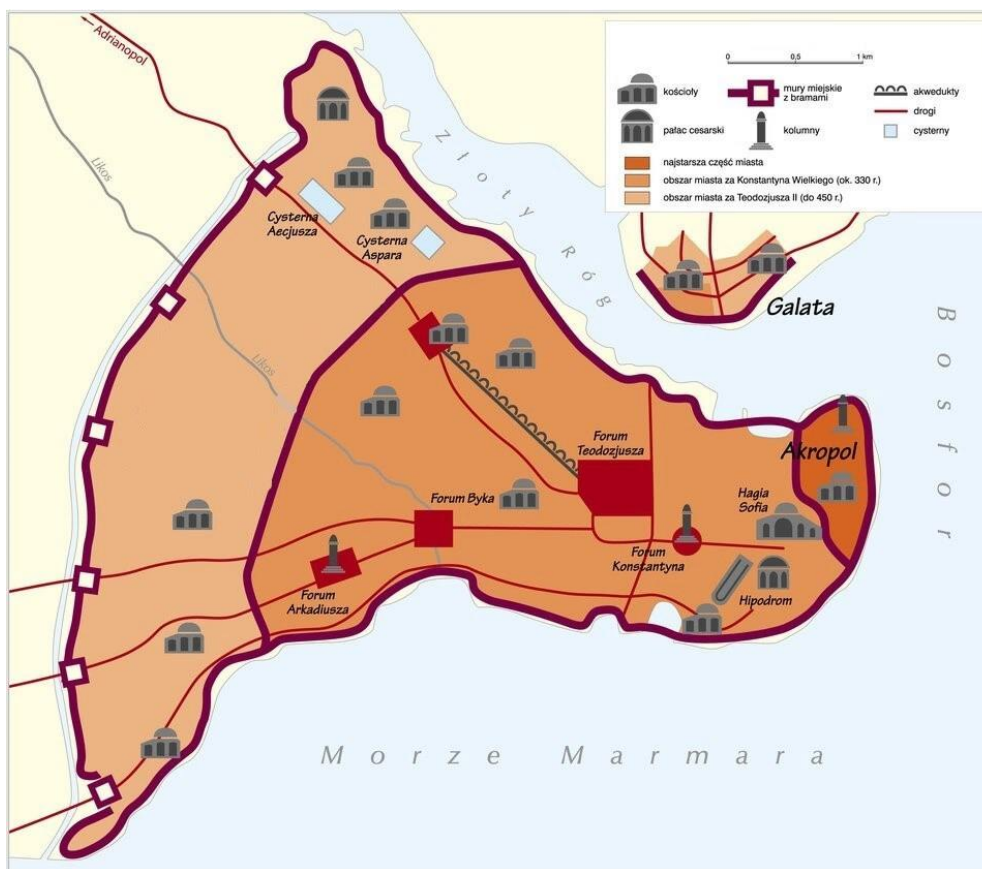 Adrianopol
0
0,5
1 km
kościoły
mury miejskie
z bramami
akwedukty
drogi
pałac cesarski
kolumny
cysterny
najstarsza część miasta
obszar miasta za Konstantyna Wielkiego (ok. 330 r.)
obszar miasta za Teodozjusza II (do 450 r.)
Likos
Złoty Róg
Cysterna
Aecjusza
Cysterna
Aspara
Galata
Bosfor
Likos
Forum
Teodozjusza
Akropol
Forum Byka
Hagia
Sofia
Forum
Konstantyna
Forum
Arkadiusza
Hipodrom
Morze Marmara